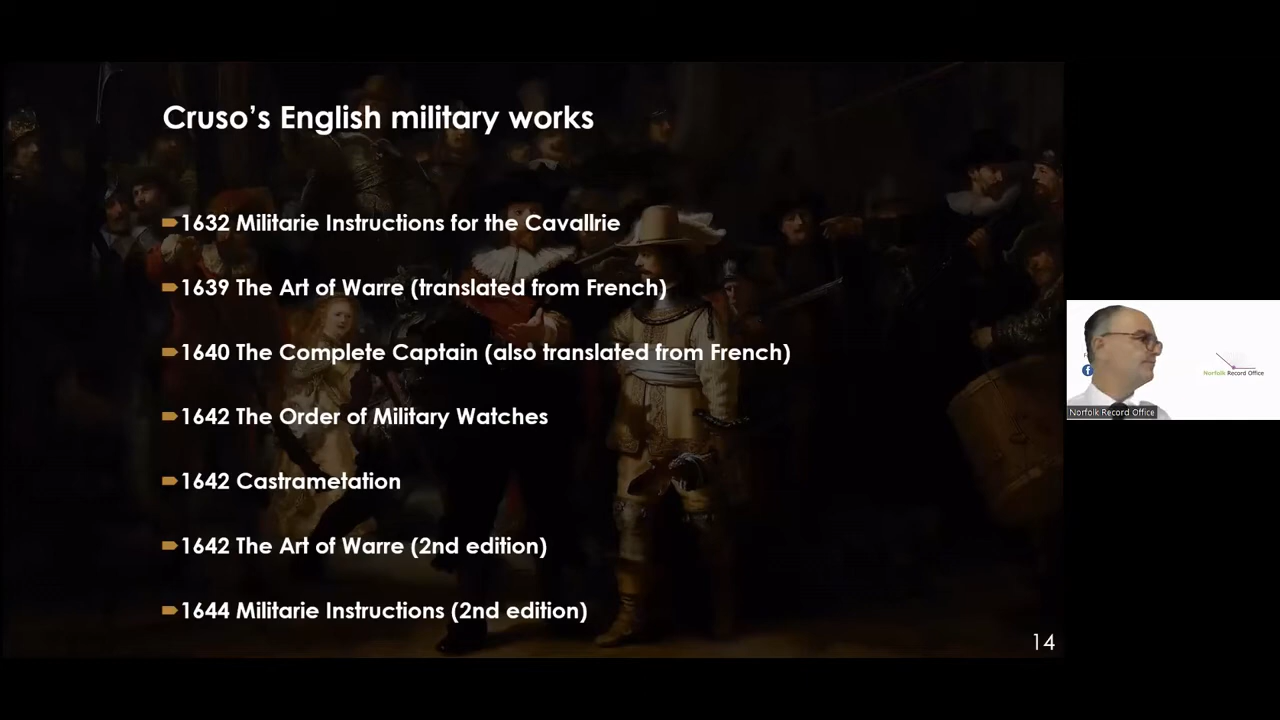 Cruso's English military works
1632 Militarie Instructions for the Cavallrie
1639 The Art of Warre (translated from French)
1640 The Complete Captain (also translated from French)
1642 The Order of Military Watches
1642 Castrametation
1642 The Art of Warre (2nd edition)
1644 Militarie Instructions (2nd edition)
14
Norfolk Record Office
Norfolk Record Office